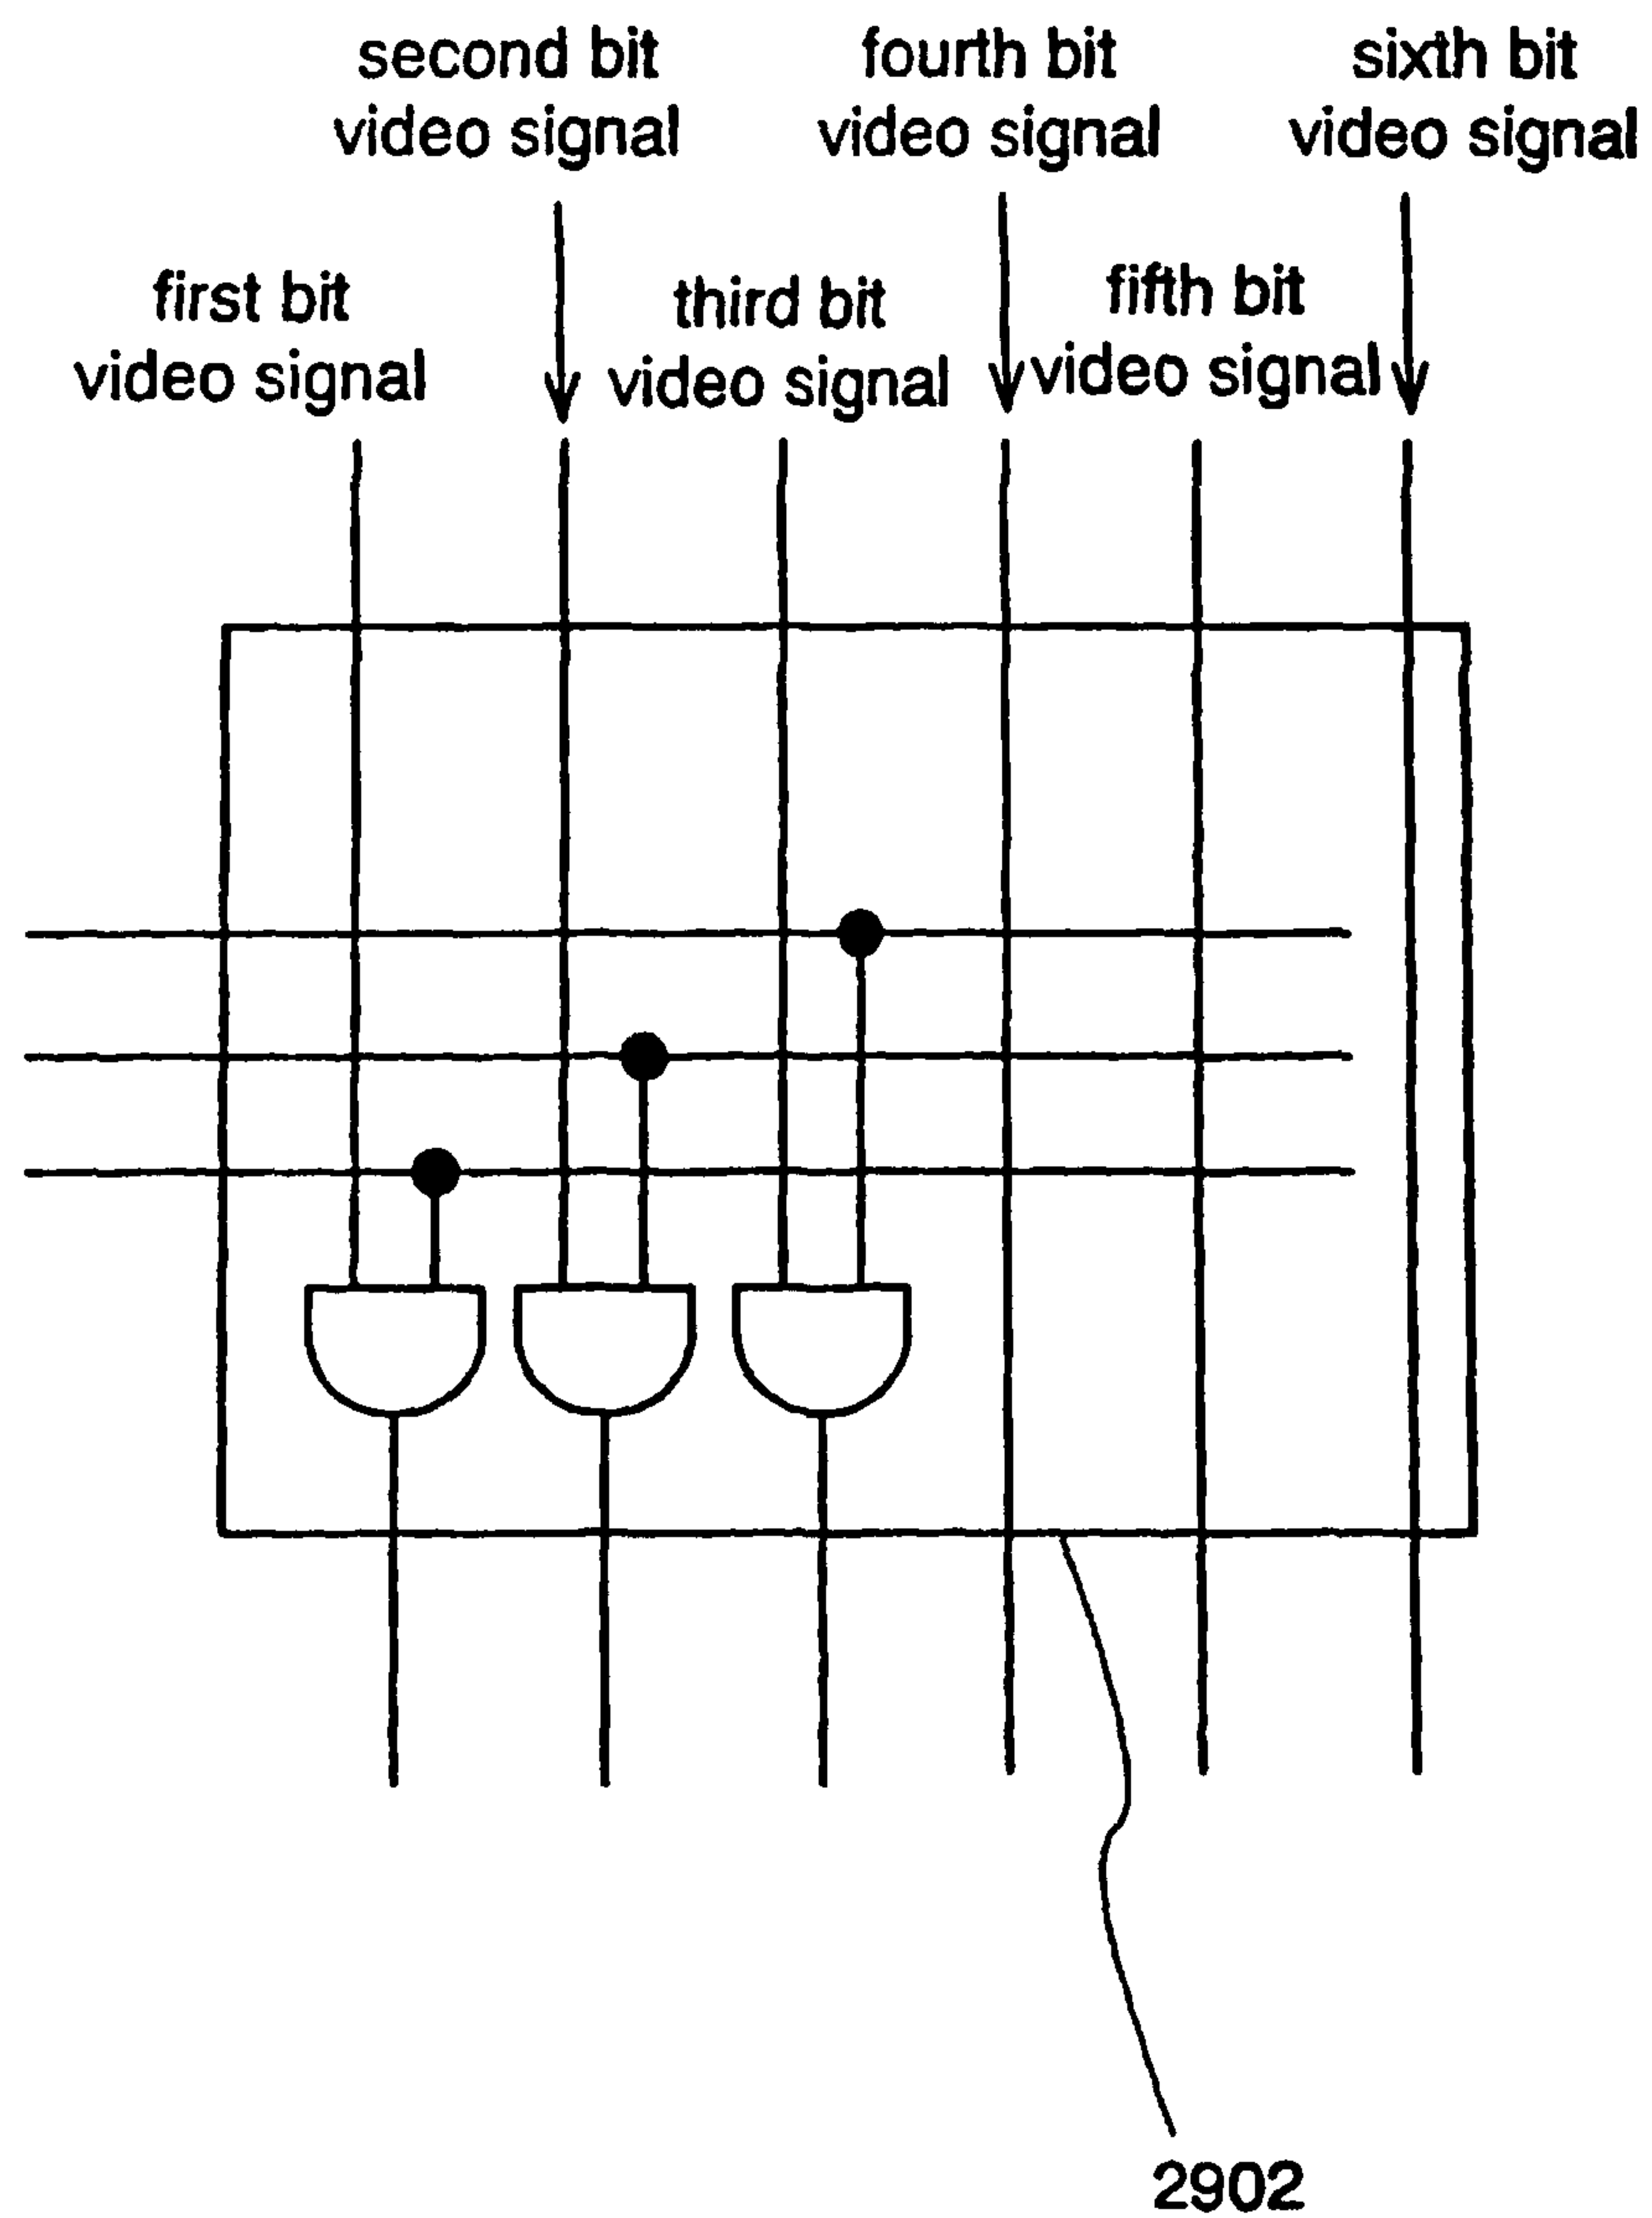 second bit
video signal
fourth bit
video signal
sixth bit
video signal
first bit
video signal
third bit
video signal
fifth bit
video signal
2902